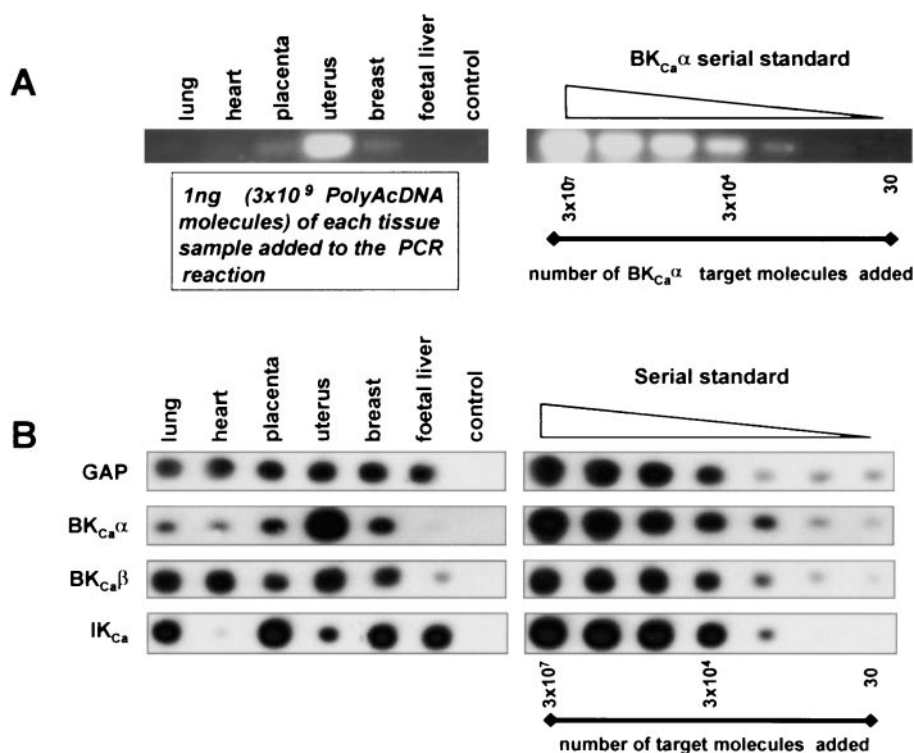 A
lung
heart
placenta
uterus
breast
foetal liver
control
BKCaα serial standard
1ng (3x10⁹ PolyAcDNA
molecules) of each tissue
sample added to the PCR
reaction
3x10⁷
3x10⁴
30
number of BKCaα target molecules added
B
lung
heart
placenta
uterus
breast
foetal liver
control
Serial standard
GAP
BKCaα
BKCaβ
IKCa
3x10⁷
3x10⁴
30
number of target molecules added